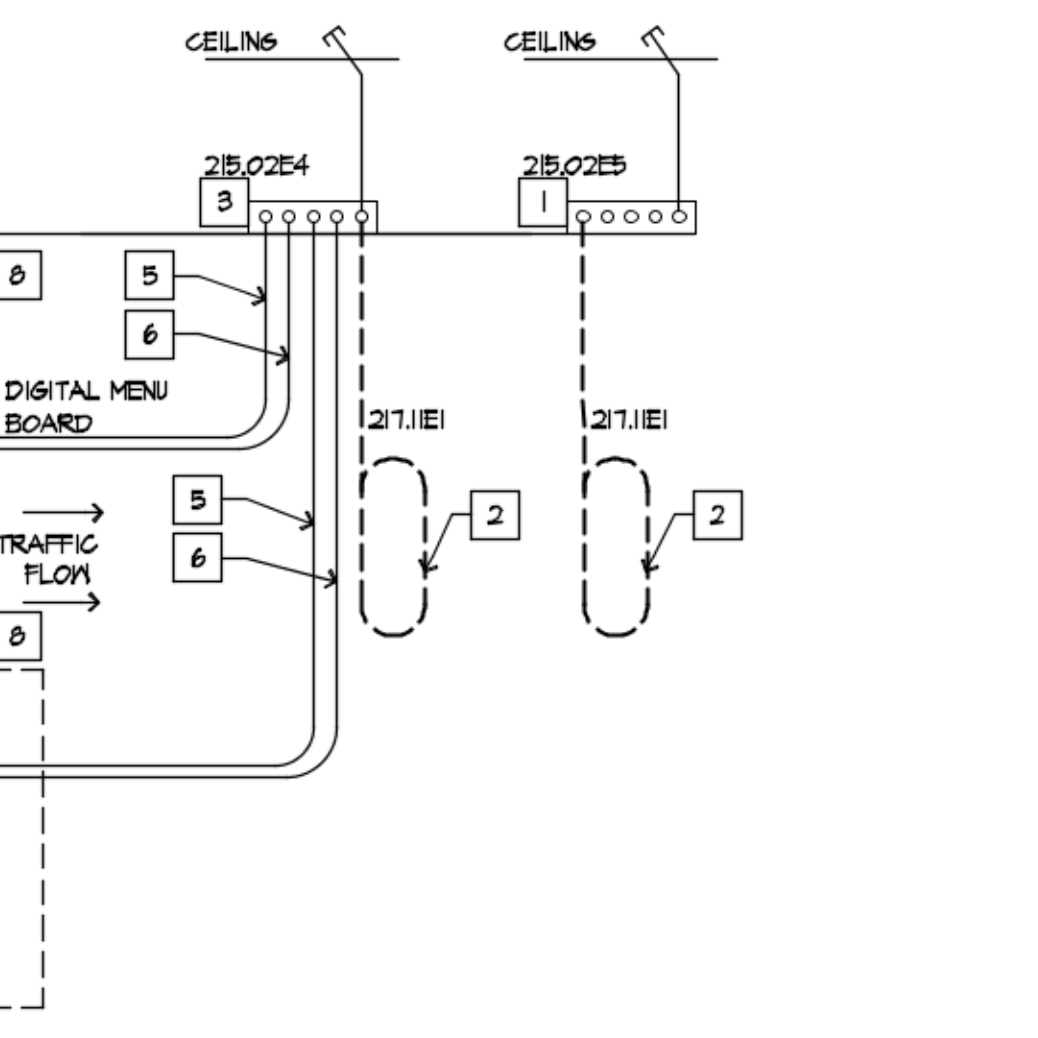 CEILING
CEILING
215.02E4
215.02E5
3
1
8
5
6
DIGITAL MENU
BOARD
217.11E1
217.11E1
5
2
2
TRAFFIC
FLOW
6
8